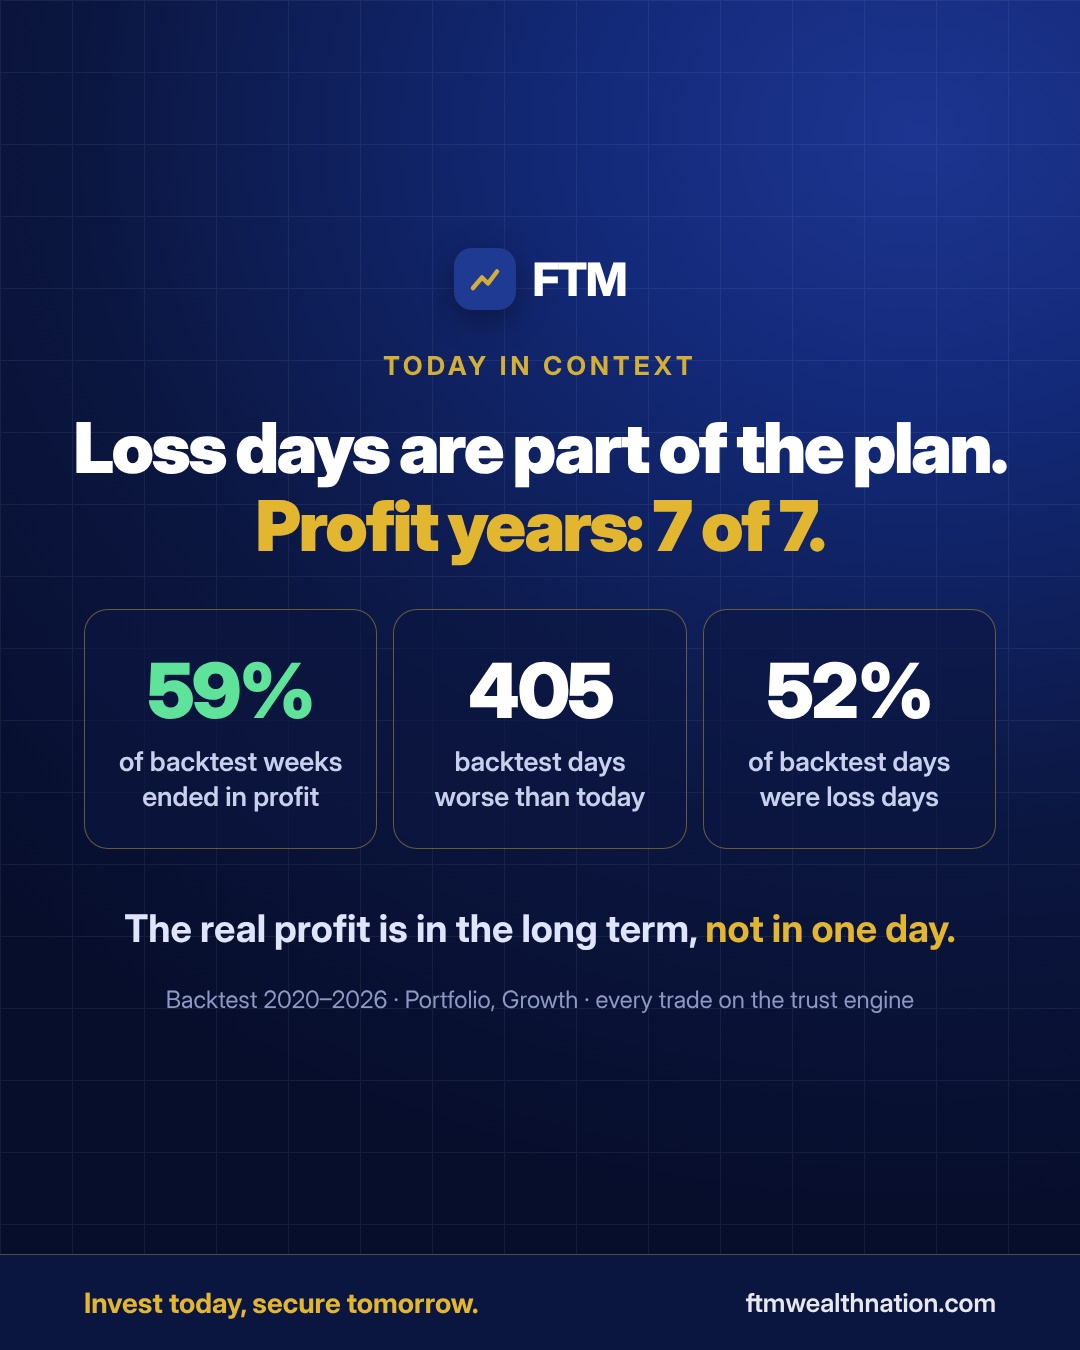 FTM
TODAY IN CONTEXT
Loss days are part of the plan.
Profit years: 7 of 7.
59%
of backtest weeks
ended in profit
405
backtest days
worse than today
52%
of backtest days
were loss days
The real profit is in the long term, not in one day.
Backtest 2020–2026 · Portfolio, Growth · every trade on the trust engine
Invest today, secure tomorrow.
ftmwealthnation.com